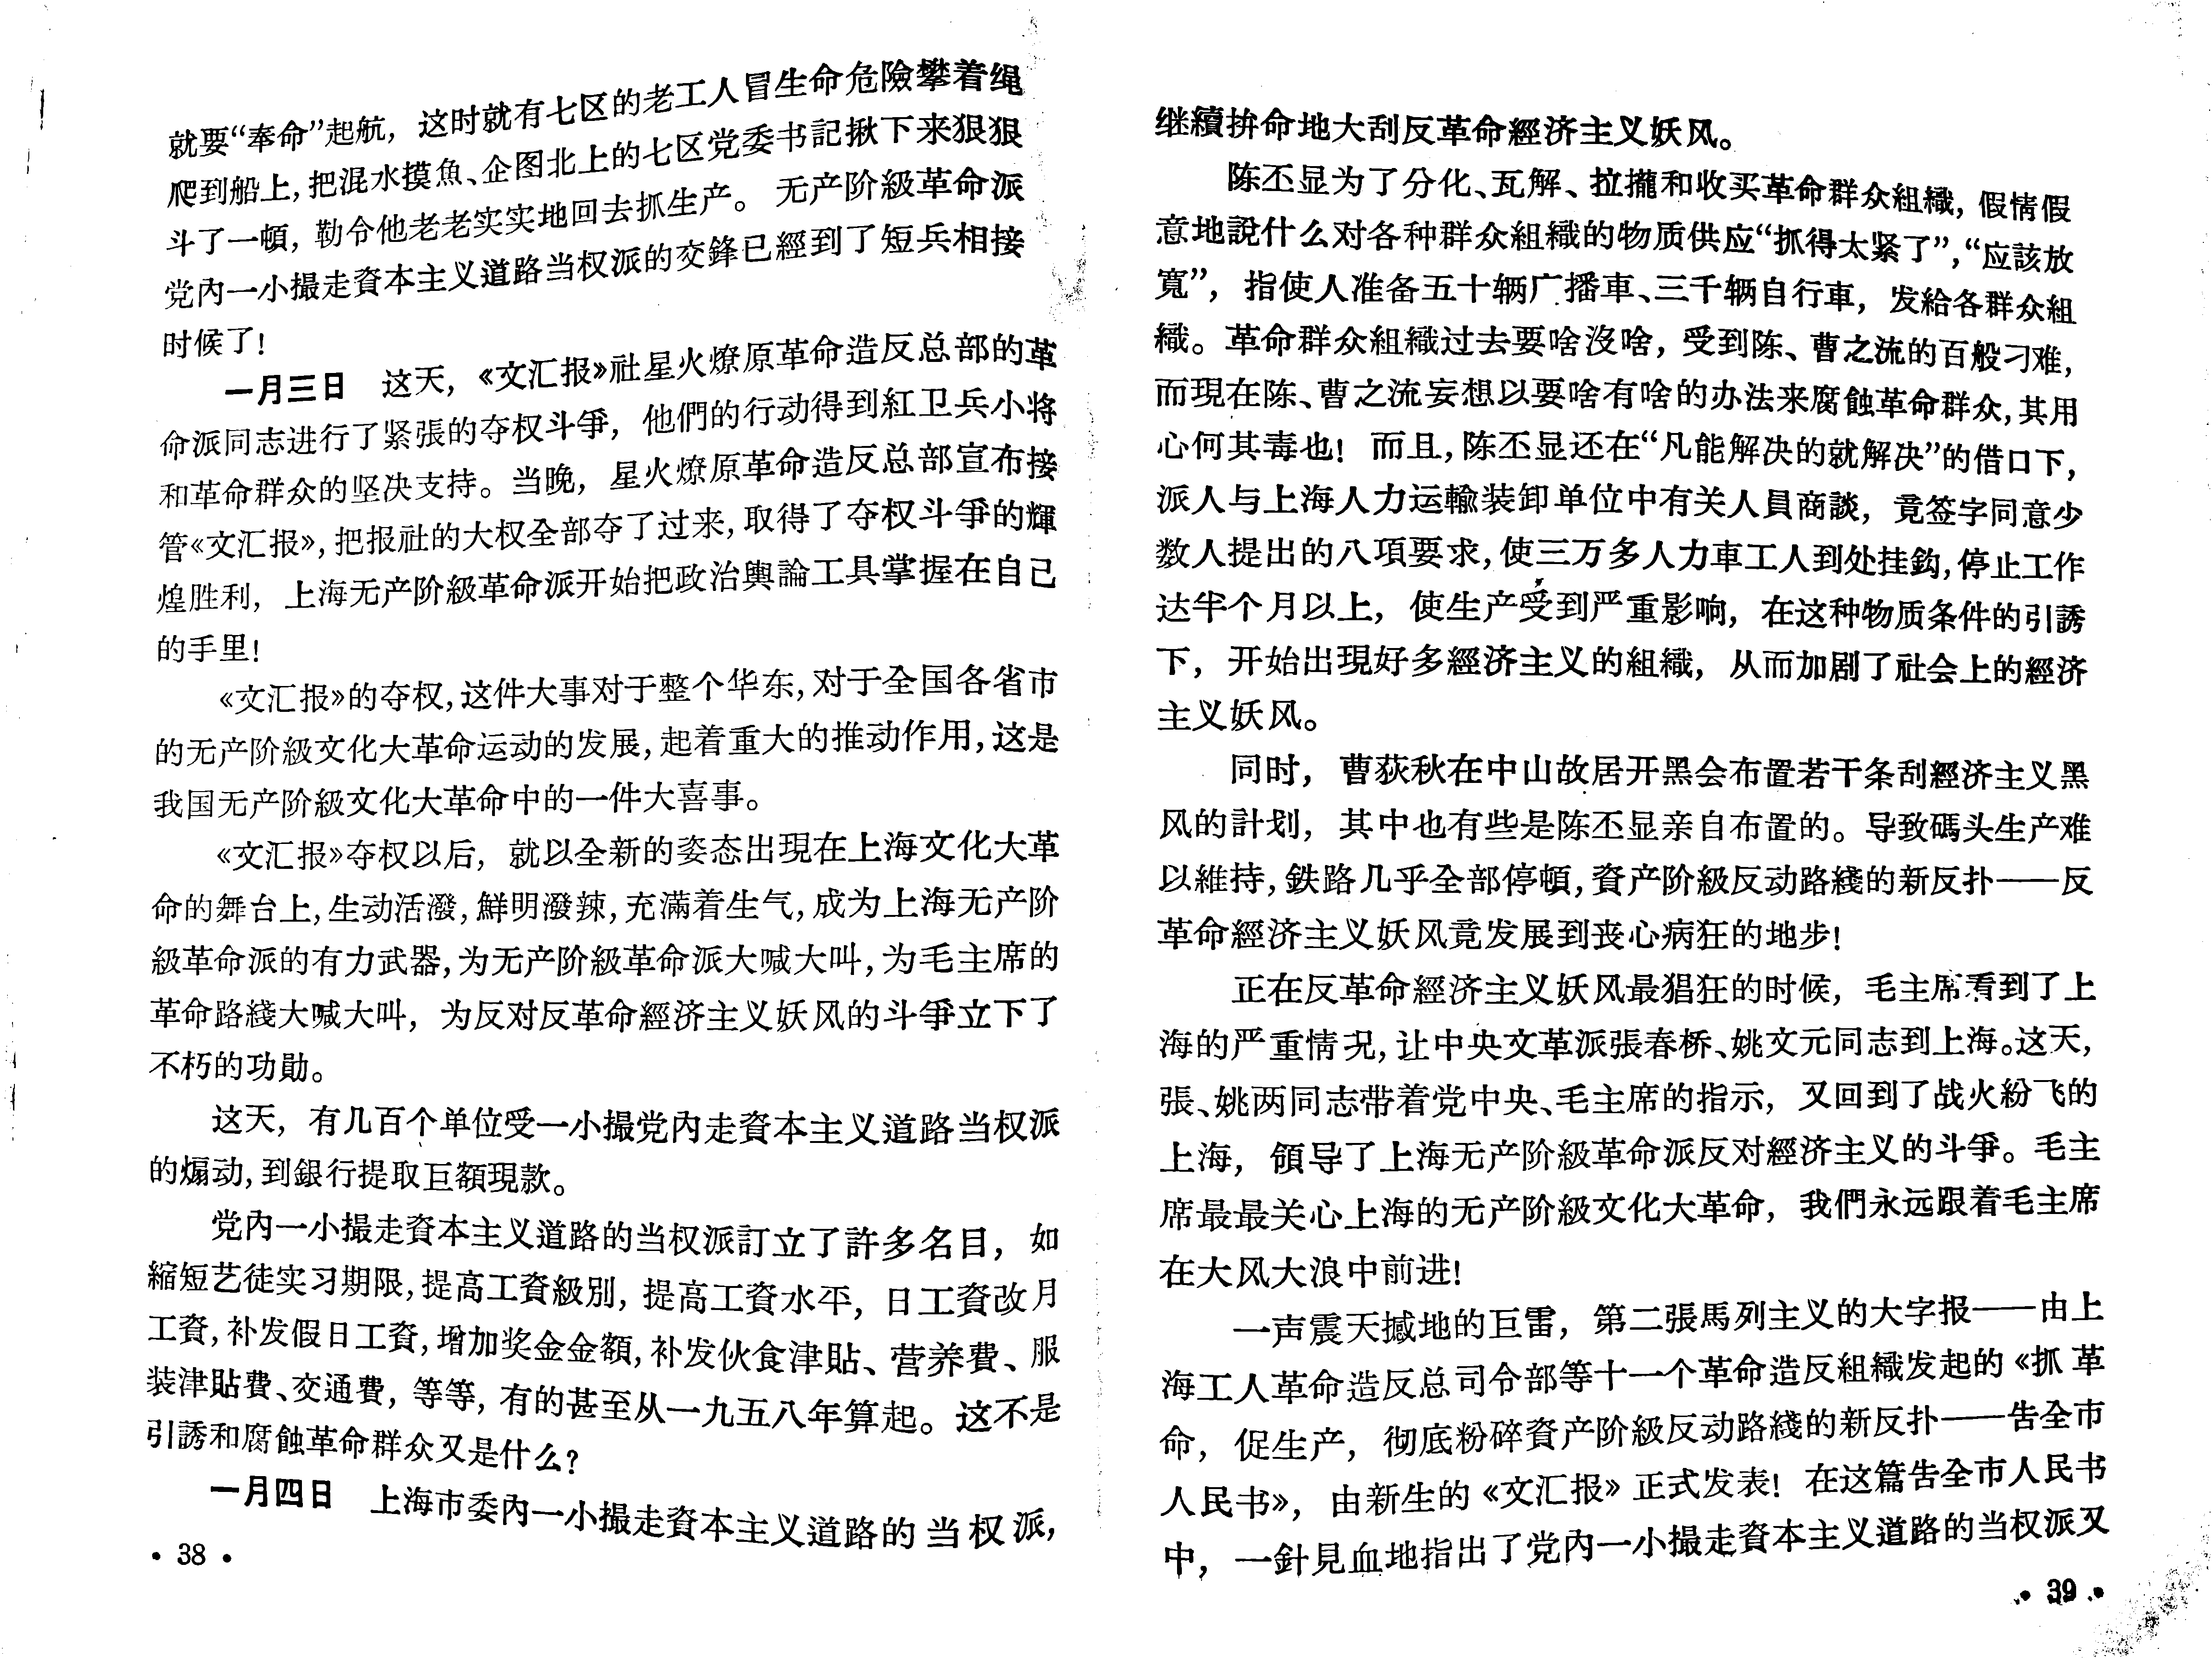 就要“奉命”起航，这时就有七区的老工人冒生命危險攀着绳
爬到船上，把混水摸魚、企图北上的七区党委书記揪下来狠狠
斗了一頓，勒令他老老实实地回去抓生产。无产阶級革命派
党內一小撮走資本主义道路当权派的交鋒已經到了短兵相接
时候了！
一月三日　这天，《文汇报》社星火燎原革命造反总部的革
命派同志进行了紧張的夺权斗爭，他們的行动得到紅卫兵小将
和革命群众的坚决支持。当晚，星火燎原革命造反总部宣布接
管《文汇报》，把报社的大权全部夺了过来，取得了夺权斗爭的輝
煌胜利，上海无产阶級革命派开始把政治輿論工具掌握在自己
的手里！
《文汇报》的夺权，这件大事对于整个华东，对于全国各省市
的无产阶級文化大革命运动的发展，起着重大的推动作用，这是
我国无产阶級文化大革命中的一件大喜事。
《文汇报》夺权以后，就以全新的姿态出現在上海文化大革
命的舞台上，生动活潑，鮮明潑辣，充滿着生气，成为上海无产阶
級革命派的有力武器，为无产阶級革命派大喊大叫，为毛主席的
革命路綫大喊大叫，为反对反革命經济主义妖风的斗爭立下了
不朽的功勛。
这天，有几百个单位受一小撮党內走資本主义道路当权派
的煽动，到銀行提取巨額現款。
党內一小撮走資本主义道路的当权派訂立了許多名目，如
縮短艺徒实习期限，提高工資級別，提高工資水平，日工資改月
工資，补发假日工資，增加奖金金額，补发伙食津貼、营养費、服
装津貼費、交通費，等等，有的甚至从一九五八年算起。这不是
引誘和腐蝕革命群众又是什么？
一月四日　上海市委內一小撮走資本主义道路的当权派，
• 38 •
继續拚命地大刮反革命經济主义妖风。
陈丕显为了分化、瓦解、拉攏和收买革命群众組織，假情假
意地說什么对各种群众組織的物质供应“抓得太紧了”，“应該放
寬”，指使人准备五十辆广播車、三千辆自行車，发給各群众組
織。革命群众組織过去要啥沒啥，受到陈、曹之流的百般刁难，
而現在陈、曹之流妄想以要啥有啥的办法来腐蝕革命群众，其用
心何其毒也！而且，陈丕显还在“凡能解决的就解决”的借口下，
派人与上海人力运輸装卸单位中有关人員商談，竟签字同意少
数人提出的八項要求，使三万多人力車工人到处挂鈎，停止工作
达半个月以上，使生产受到严重影响，在这种物质条件的引誘
下，开始出現好多經济主义的組織，从而加剧了社会上的經济
主义妖风。
同时，曹荻秋在中山故居开黑会布置若干条刮經济主义黑
风的計划，其中也有些是陈丕显亲自布置的。导致碼头生产难
以維持，鉄路几乎全部停頓，資产阶級反动路綫的新反扑——反
革命經济主义妖风竟发展到丧心病狂的地步！
正在反革命經济主义妖风最猖狂的时候，毛主席看到了上
海的严重情况，让中央文革派張春桥、姚文元同志到上海。这天，
張、姚两同志带着党中央、毛主席的指示，又回到了战火紛飞的
上海，領导了上海无产阶級革命派反对經济主义的斗爭。毛主
席最最关心上海的无产阶級文化大革命，我們永远跟着毛主席
在大风大浪中前进！
一声震天撼地的巨雷，第二張馬列主义的大字报——由上
海工人革命造反总司令部等十一个革命造反組織发起的《抓革
命，促生产，彻底粉碎資产阶級反动路綫的新反扑——告全市
人民书》，由新生的《文汇报》正式发表！在这篇告全市人民书
中，一針見血地指出了党內一小撮走資本主义道路的当权派又
• 39 •